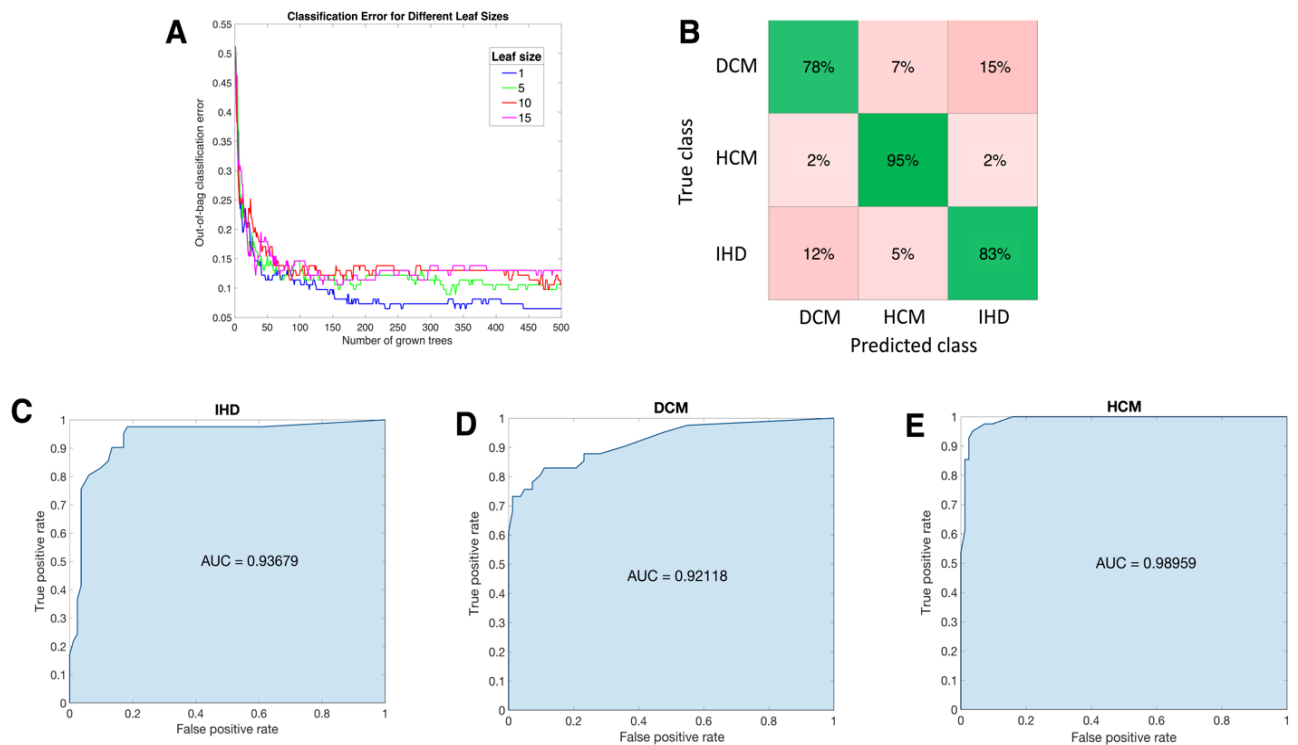 A
Classification Error for Different Leaf Sizes
0.55
0.5
0.45
0.4
0.35
0.3
0.25
0.2
0.15
0.1
0.05
Out-of-bag classification error
Leaf size
1
5
10
15
0 50 100 150 200 250 300 350 400 450 500
Number of grown trees
B
True class
DCM 78% 7% 15%
HCM 2% 95% 2%
IHD 12% 5% 83%
DCM HCM IHD
Predicted class
C
IHD
1
0.9
0.8
0.7
0.6
0.5
0.4
0.3
0.2
0.1
0
True positive rate
AUC = 0.93679
0 0.2 0.4 0.6 0.8 1
False positive rate
D
DCM
1
0.9
0.8
0.7
0.6
0.5
0.4
0.3
0.2
0.1
0
True positive rate
AUC = 0.92118
0 0.2 0.4 0.6 0.8 1
False positive rate
E
HCM
1
0.9
0.8
0.7
0.6
0.5
0.4
0.3
0.2
0.1
0
True positive rate
AUC = 0.98959
0 0.2 0.4 0.6 0.8 1
False positive rate